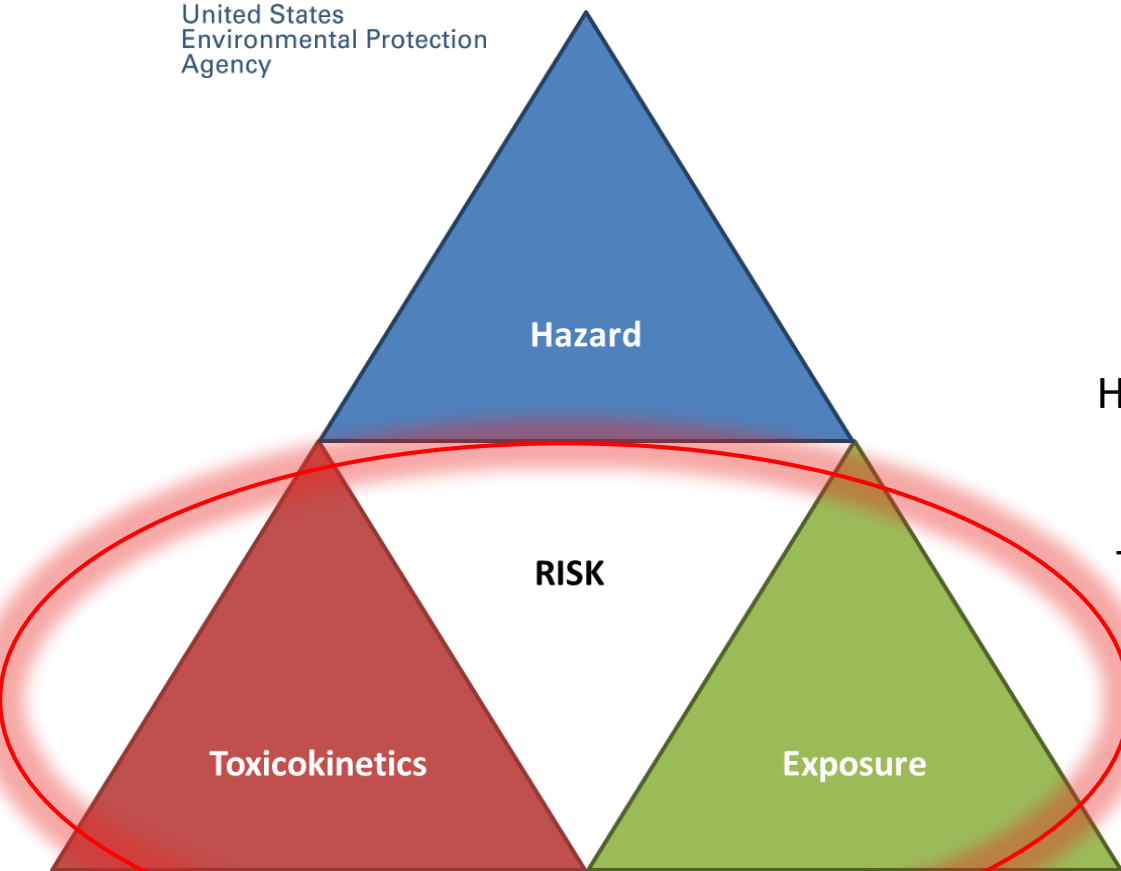 United States
Environmental Protection
Agency
Hazard
H
RISK
Toxicokinetics
Exposure